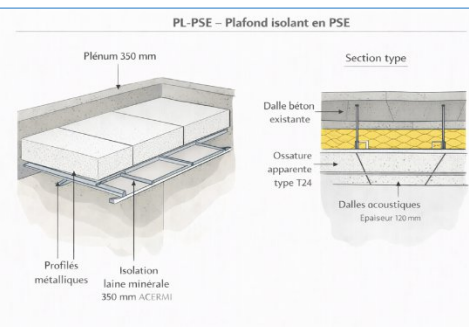 PL-PSE – Plafond isolant en PSE
Plénum 350 mm
Profilés
métalliques
Isolation
laine minérale
350 mm ACERMI
Section type
Dalle béton
existante
Ossature
apparente
type T24
Dalles acoustiques
Epaiseur 120 mm